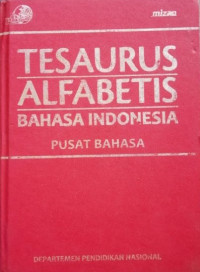 mizan
TESAURUS
ALFABETIS
BAHASA INDONESIA
PUSAT BAHASA
DEPARTEMEN PENDIDIKAN NASIONAL